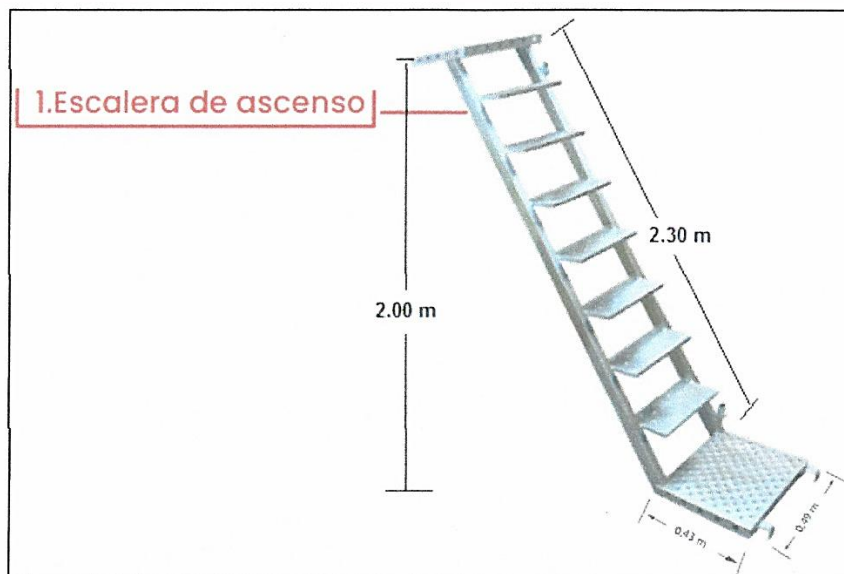 1.Escalera de ascenso
2.30 m
2.00 m
0.43 m
0.49 m